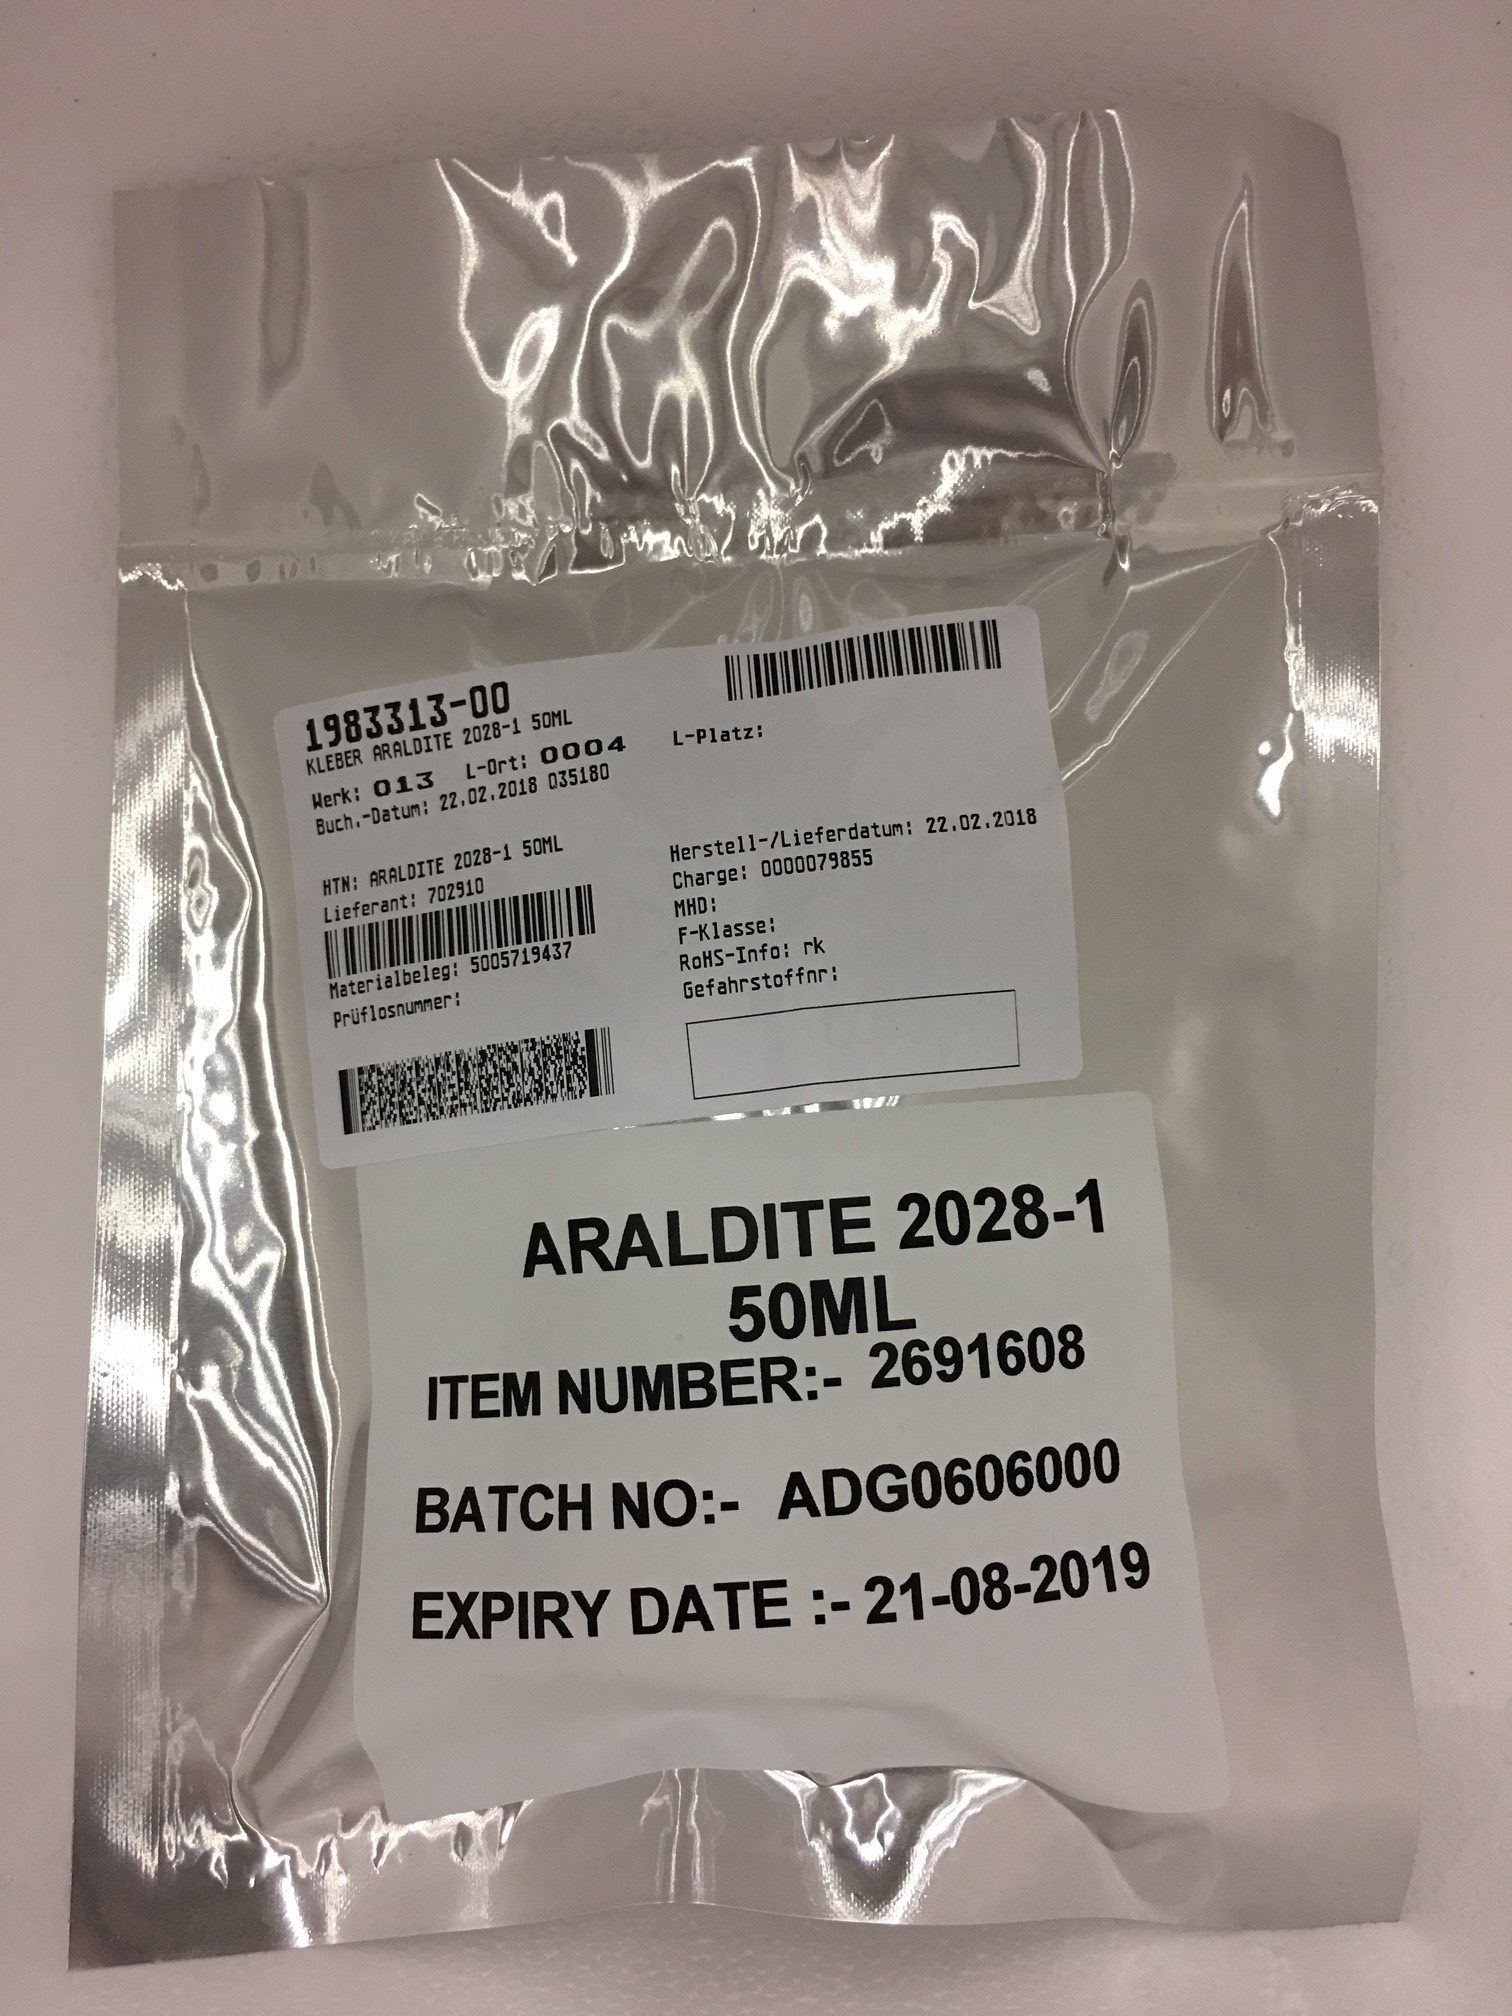 1983313-00
KLEBER ARALDITE 2028-1 50ML
Werk: 013 L-Ort: 0004
L-Platz:
Buch.-Datum: 22.02.2018 Q35180
HTN: ARALDITE 2028-1 50ML
Lieferant: 702910
Materialbeleg: 5005719437
Prüflosnummer:
Herstell-/Lieferdatum: 22.02.2018
Charge: 0000079855
MHD:
F-Klasse:
RoHS-Info: rk
Gefahrstoffnr:
ARALDITE 2028-1
50ML
ITEM NUMBER:- 2691608
BATCH NO:- ADG0606000
EXPIRY DATE :- 21-08-2019